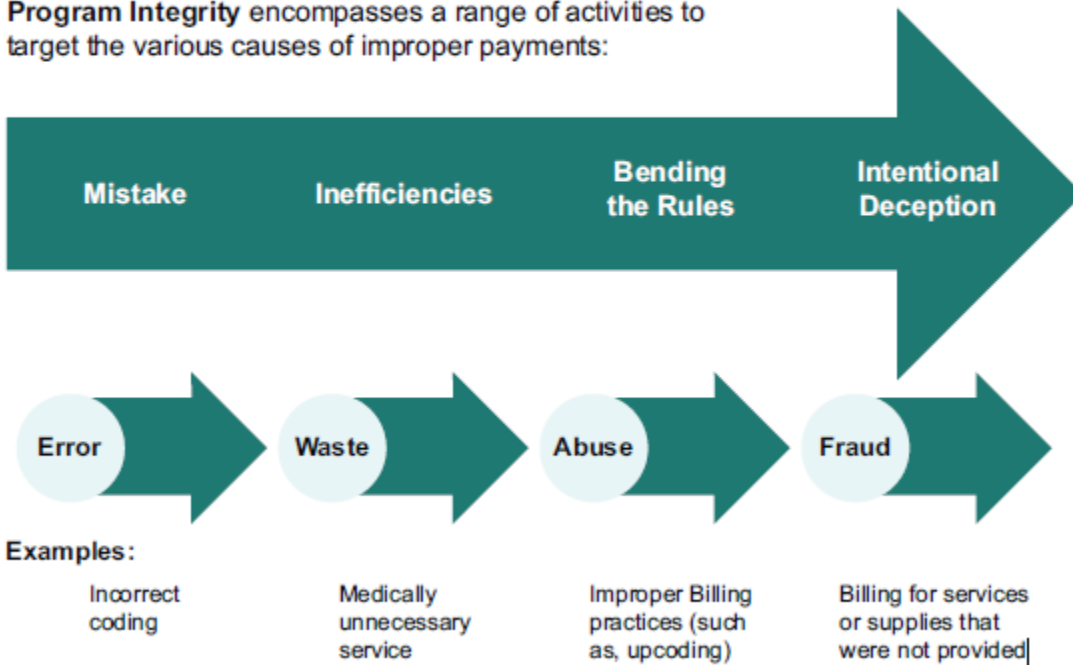 Program Integrity encompasses a range of activities to
target the various causes of improper payments:
Mistake
Inefficiencies
Bending
the Rules
Intentional
Deception
Error
Waste
Abuse
Fraud
Examples:
Incorrect
coding
Medically
unnecessary
service
Improper Billing
practices (such
as, upcoding)
Billing for services
or supplies that
were not provided